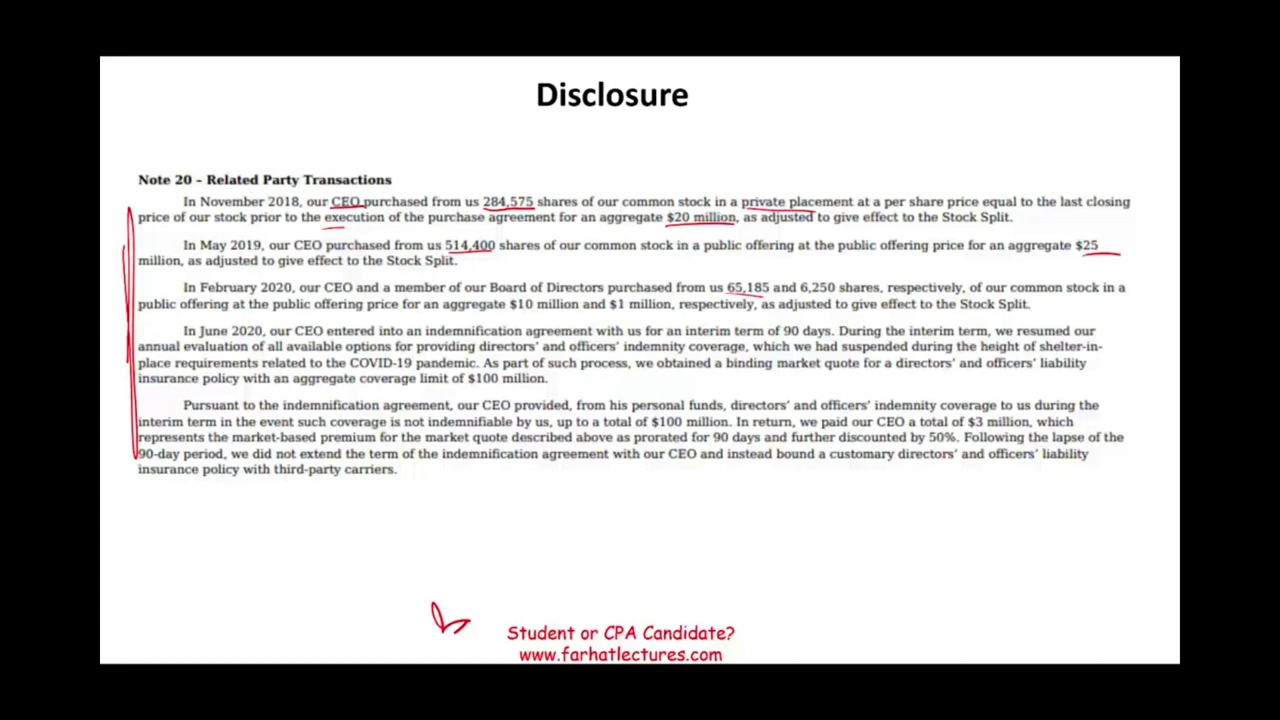 Disclosure
Note 20 – Related Party Transactions
In November 2018, our CEO purchased from us 284,575 shares of our common stock in a private placement at a per share price equal to the last closing
price of our stock prior to the execution of the purchase agreement for an aggregate $20 million, as adjusted to give effect to the Stock Split.
In May 2019, our CEO purchased from us 514,400 shares of our common stock in a public offering at the public offering price for an aggregate $25
million, as adjusted to give effect to the Stock Split.
In February 2020, our CEO and a member of our Board of Directors purchased from us 65,185 and 6,250 shares, respectively, of our common stock in a
public offering at the public offering price for an aggregate $10 million and $1 million, respectively, as adjusted to give effect to the Stock Split.
In June 2020, our CEO entered into an indemnification agreement with us for an interim term of 90 days. During the interim term, we resumed our
annual evaluation of all available options for providing directors’ and officers’ indemnity coverage, which we had suspended during the height of shelter-in-
place requirements related to the COVID-19 pandemic. As part of such process, we obtained a binding market quote for a directors’ and officers’ liability
insurance policy with an aggregate coverage limit of $100 million.
Pursuant to the indemnification agreement, our CEO provided, from his personal funds, directors’ and officers’ indemnity coverage to us during the
interim term in the event such coverage is not indemnifiable by us, up to a total of $100 million. In return, we paid our CEO a total of $3 million, which
represents the market-based premium for the market quote described above as prorated for 90 days and further discounted by 50%. Following the lapse of the
90-day period, we did not extend the term of the indemnification agreement with our CEO and instead bound a customary directors’ and officers’ liability
insurance policy with third-party carriers.
Student or CPA Candidate?
www.farhatlectures.com